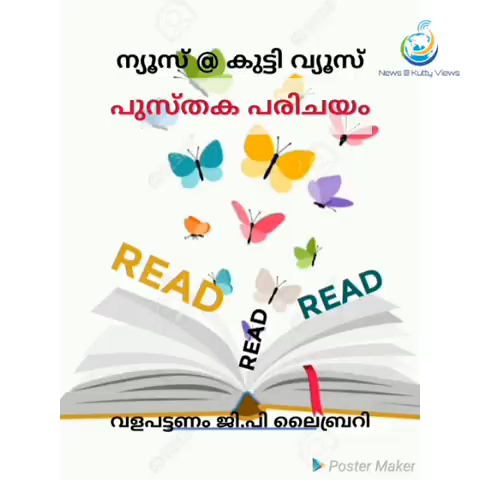 ന്യൂസ് @ കുട്ടി വ്യൂസ്
News @ Kutty Views
പുസ്തക പരിചയം
READ
READ
READ
വളപട്ടണം ജി.പി ലൈബ്രറി
Poster Maker